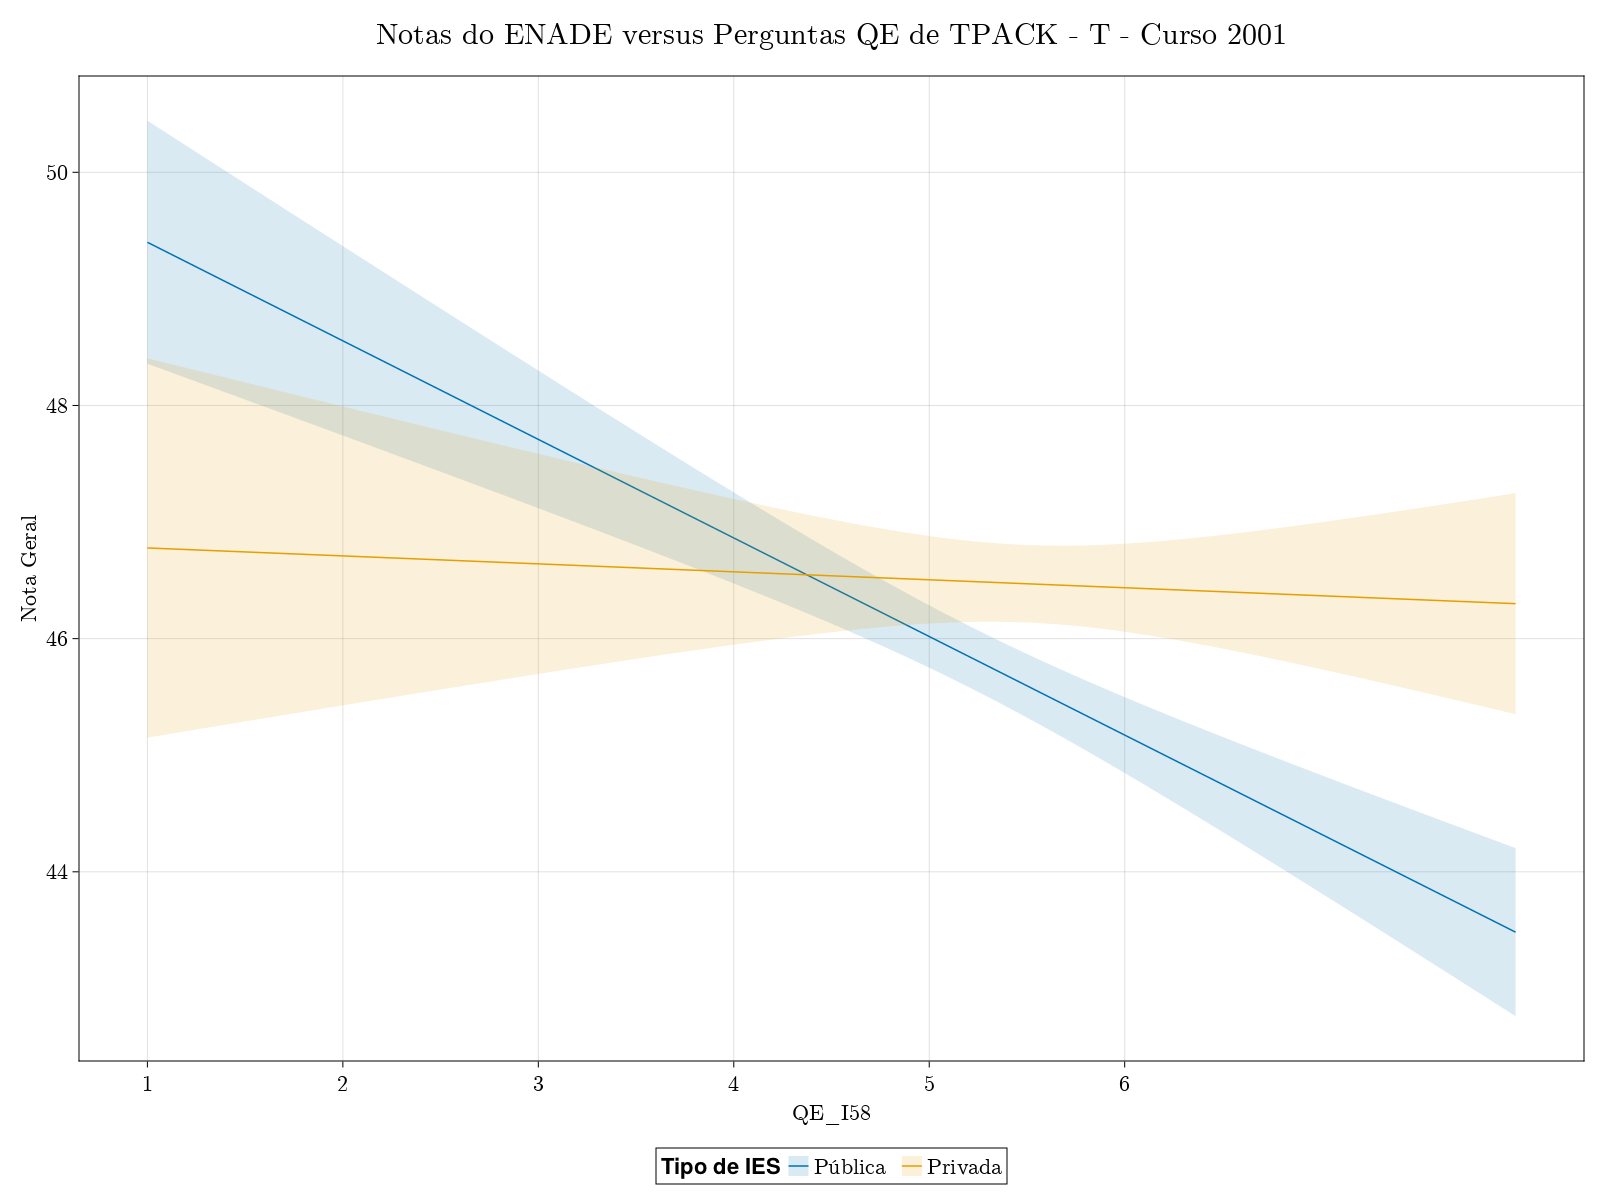 Notas do ENADE versus Perguntas QE de TPACK - T - Curso 2001
Nota Geral
50
48
46
44
1 2 3 4 5 6
QE_I58
Tipo de IES Pública Privada